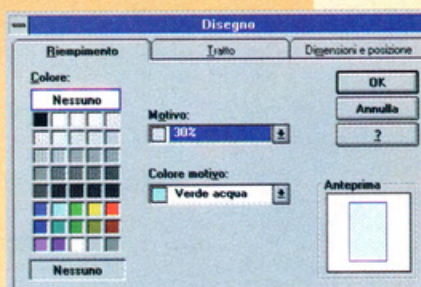 Disegno
Riempimento
Tratto
Dimensioni e posizione
Colore:
Nessuno
Motivo:
30%
Colore motivo:
Verde acqua
Nessuno
OK
Annulla
?
Anteprima